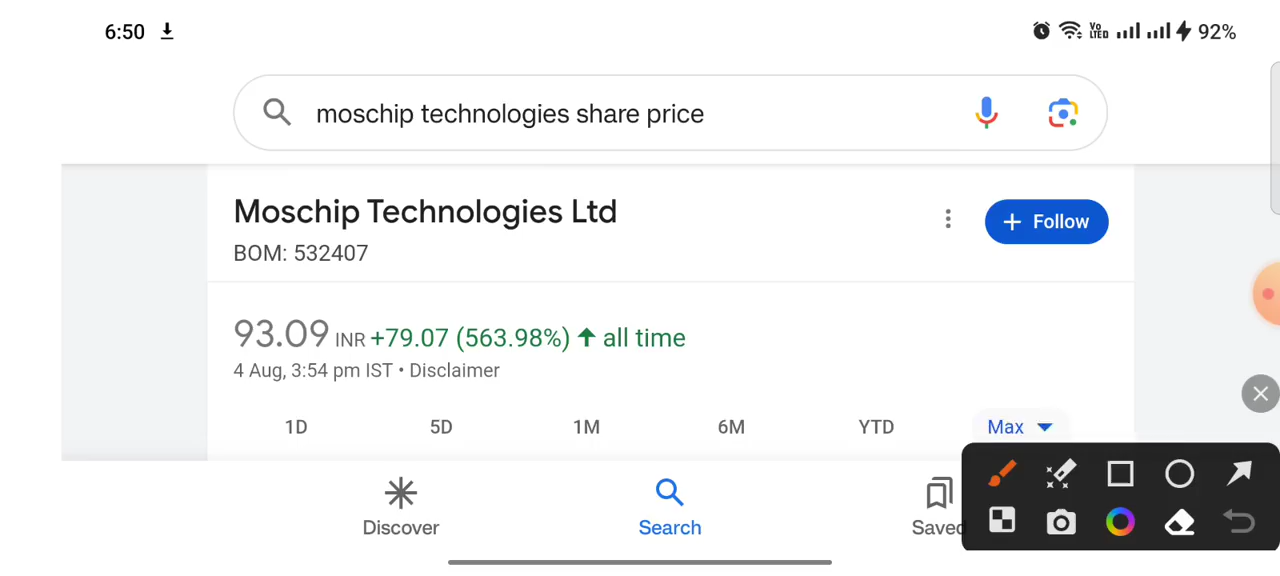 6:50
Vo LTED 92%
moschip technologies share price
Moschip Technologies Ltd
Follow
BOM: 532407
93.09 INR +79.07 (563.98%) all time
4 Aug, 3:54 pm IST • Disclaimer
1D 5D 1M 6M YTD Max
Discover Search Saved